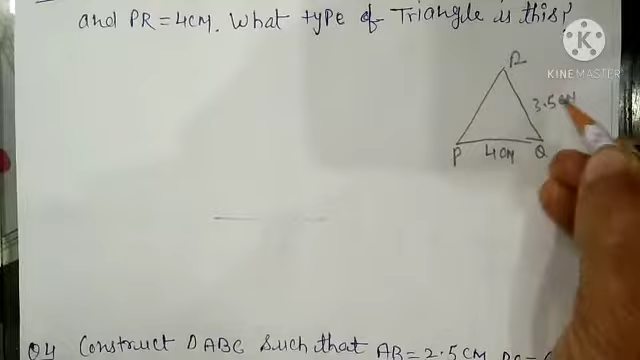 and PR = 4CM. What type of Triangle is this?
KINEMASTER
R
3.5CM
P 4CM Q
Q4 Construct △ABC Such that AB = 2.5CM